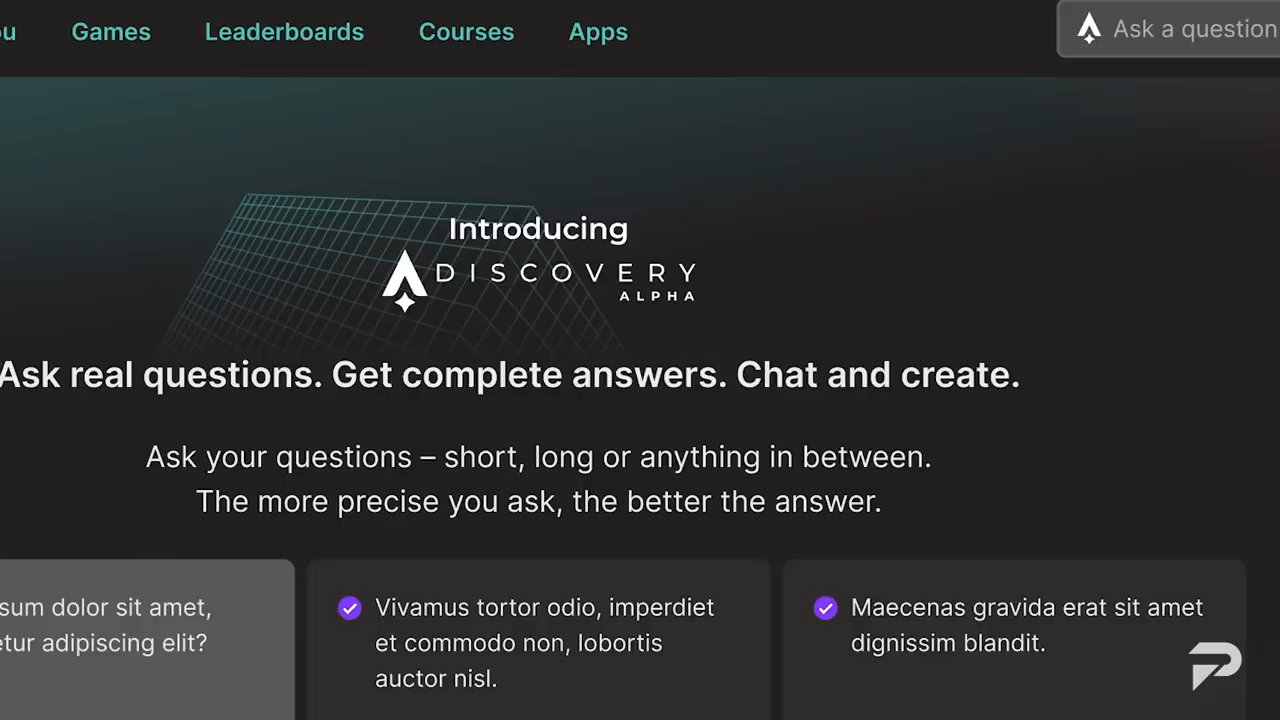 Games Leaderboards Courses Apps
Ask a question
Introducing
DISCOVERY
ALPHA
Ask real questions. Get complete answers. Chat and create.
Ask your questions – short, long or anything in between.
The more precise you ask, the better the answer.
dolor sit amet,
adipiscing elit?
Vivamus tortor odio, imperdiet
et commodo non, lobortis
auctor nisl.
Maecenas gravida erat sit amet
dignissim blandit.